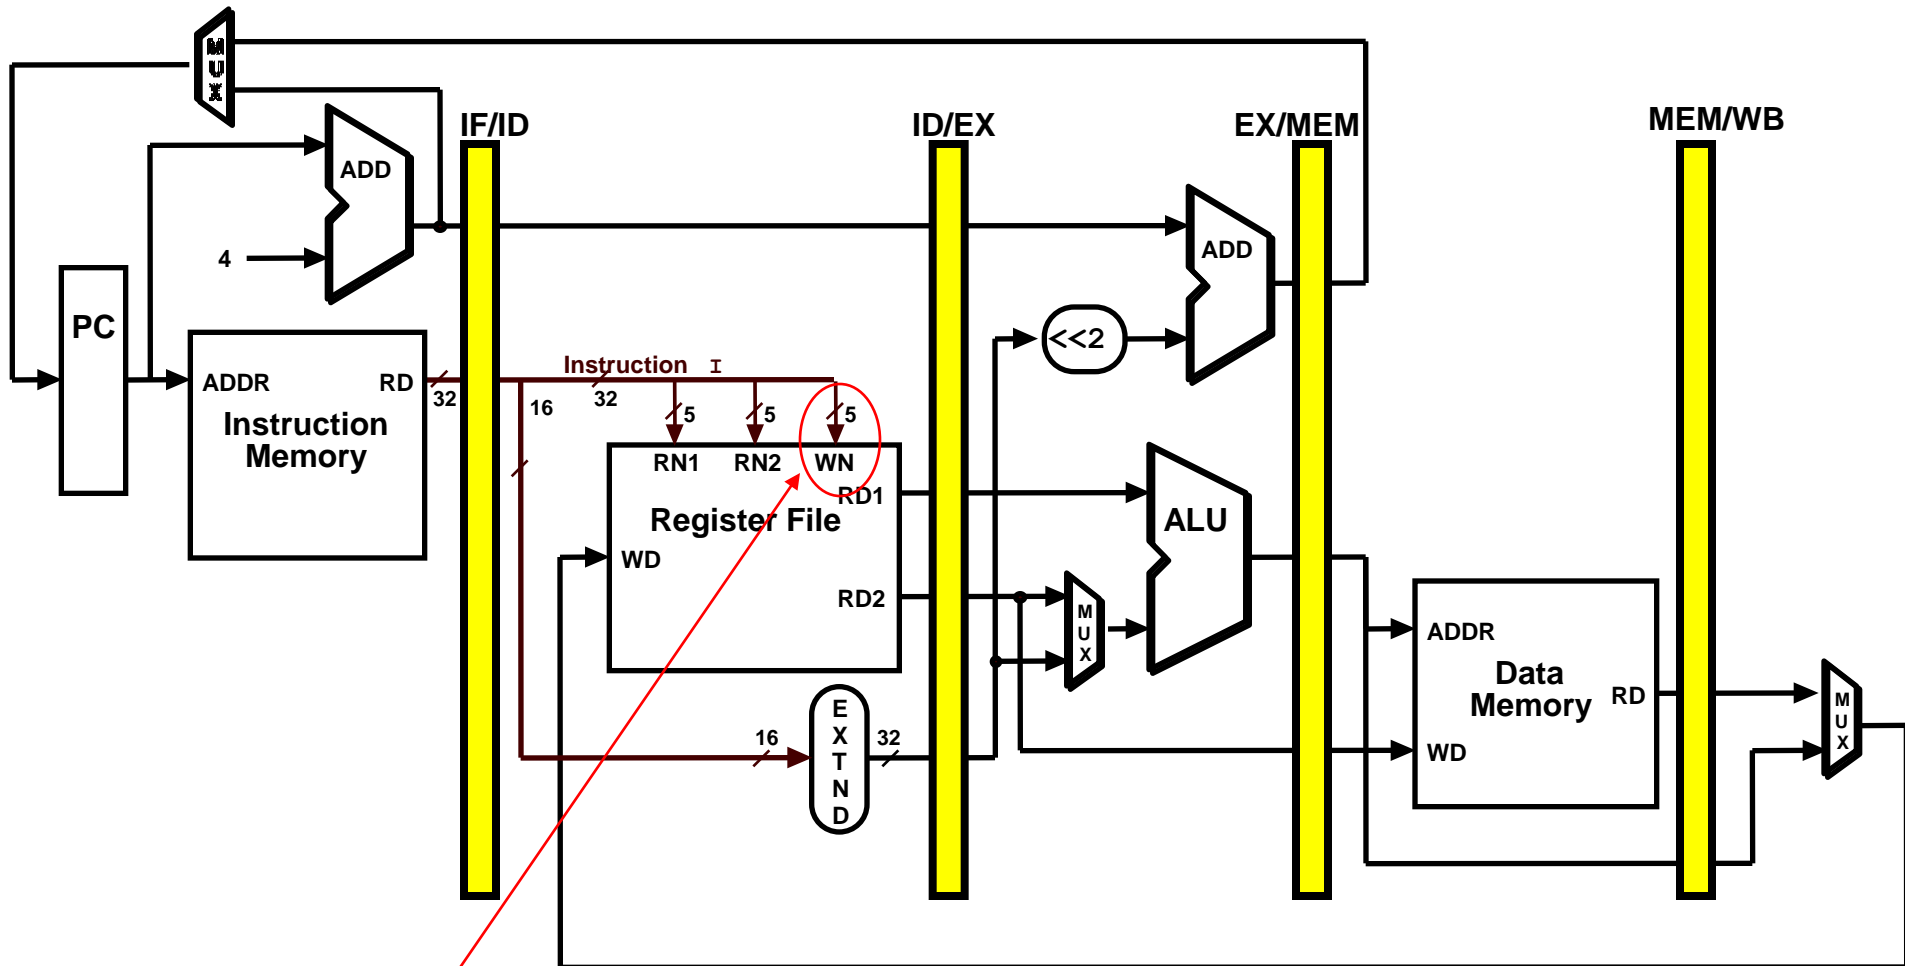 MUX
IF/ID
ID/EX
EX/MEM
MEM/WB
ADD
4
ADD
PC
<<2
ADDR
RD
32
Instruction
Memory
Instruction I
16
32
5
5
5
RN1
RN2
WN
RD1
Register File
WD
RD2
ALU
MUX
ADDR
Data
Memory
RD
WD
MUX
16
EXTND
32